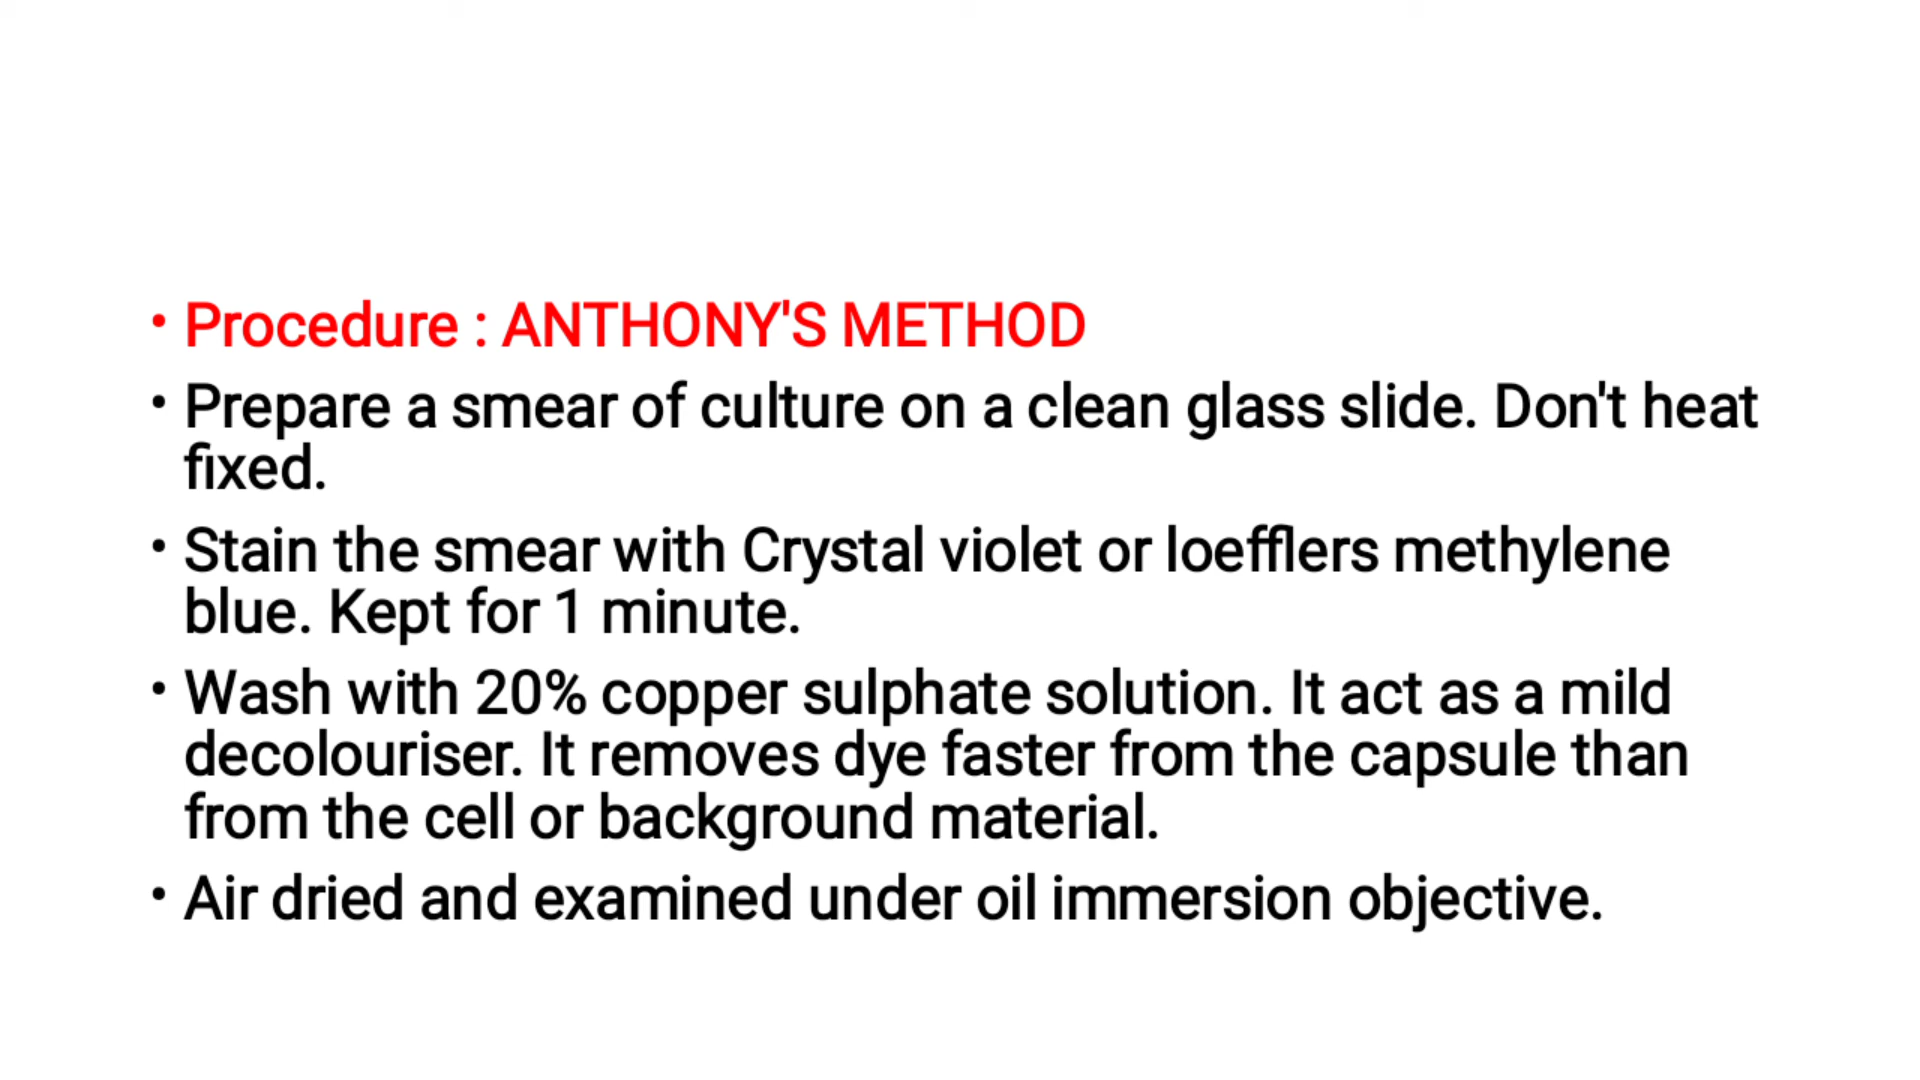 • Procedure : ANTHONY'S METHOD
• Prepare a smear of culture on a clean glass slide. Don't heat
fixed.
• Stain the smear with Crystal violet or loefflers methylene
blue. Kept for 1 minute.
• Wash with 20% copper sulphate solution. It act as a mild
decolouriser. It removes dye faster from the capsule than
from the cell or background material.
• Air dried and examined under oil immersion objective.